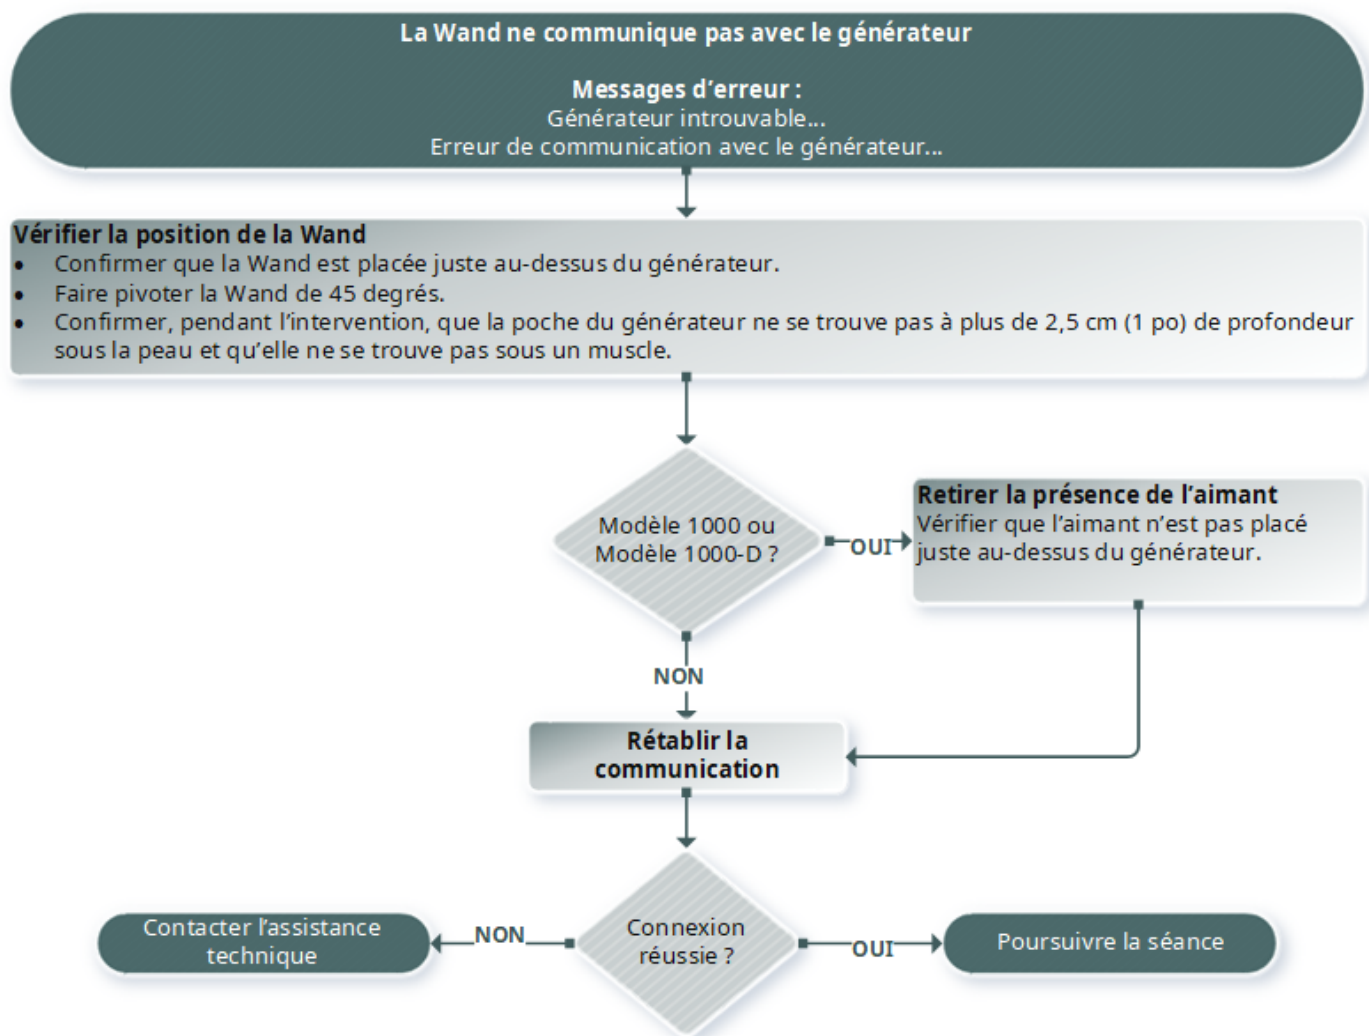 La Wand ne communique pas avec le générateur
Messages d’erreur :
Générateur introuvable...
Erreur de communication avec le générateur...
Vérifier la position de la Wand
• Confirmer que la Wand est placée juste au-dessus du générateur.
• Faire pivoter la Wand de 45 degrés.
• Confirmer, pendant l’intervention, que la poche du générateur ne se trouve pas à plus de 2,5 cm (1 po) de profondeur
sous la peau et qu’elle ne se trouve pas sous un muscle.
Modèle 1000 ou
Modèle 1000-D ?
OUI
Retirer la présence de l’aimant
Vérifier que l’aimant n’est pas placé
juste au-dessus du générateur.
NON
Rétablir la
communication
Connexion
réussie ?
NON
Contacter l’assistance
technique
OUI
Poursuivre la séance